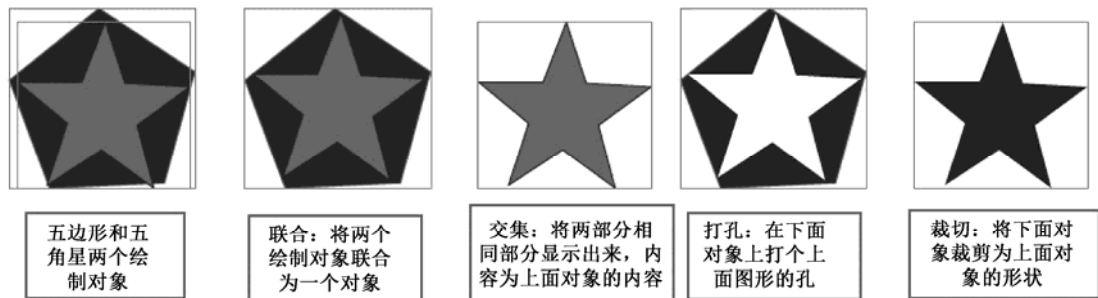 五边形和五
角星两个绘
制对象
联合：将两个
绘制对象联合
为一个对象
交集：将两部分相
同部分显示出来，内
容为上面对象的内容
打孔：在下面
对象上打个上
面图形的孔
裁切：将下面对
象裁剪为上面对
象的形状